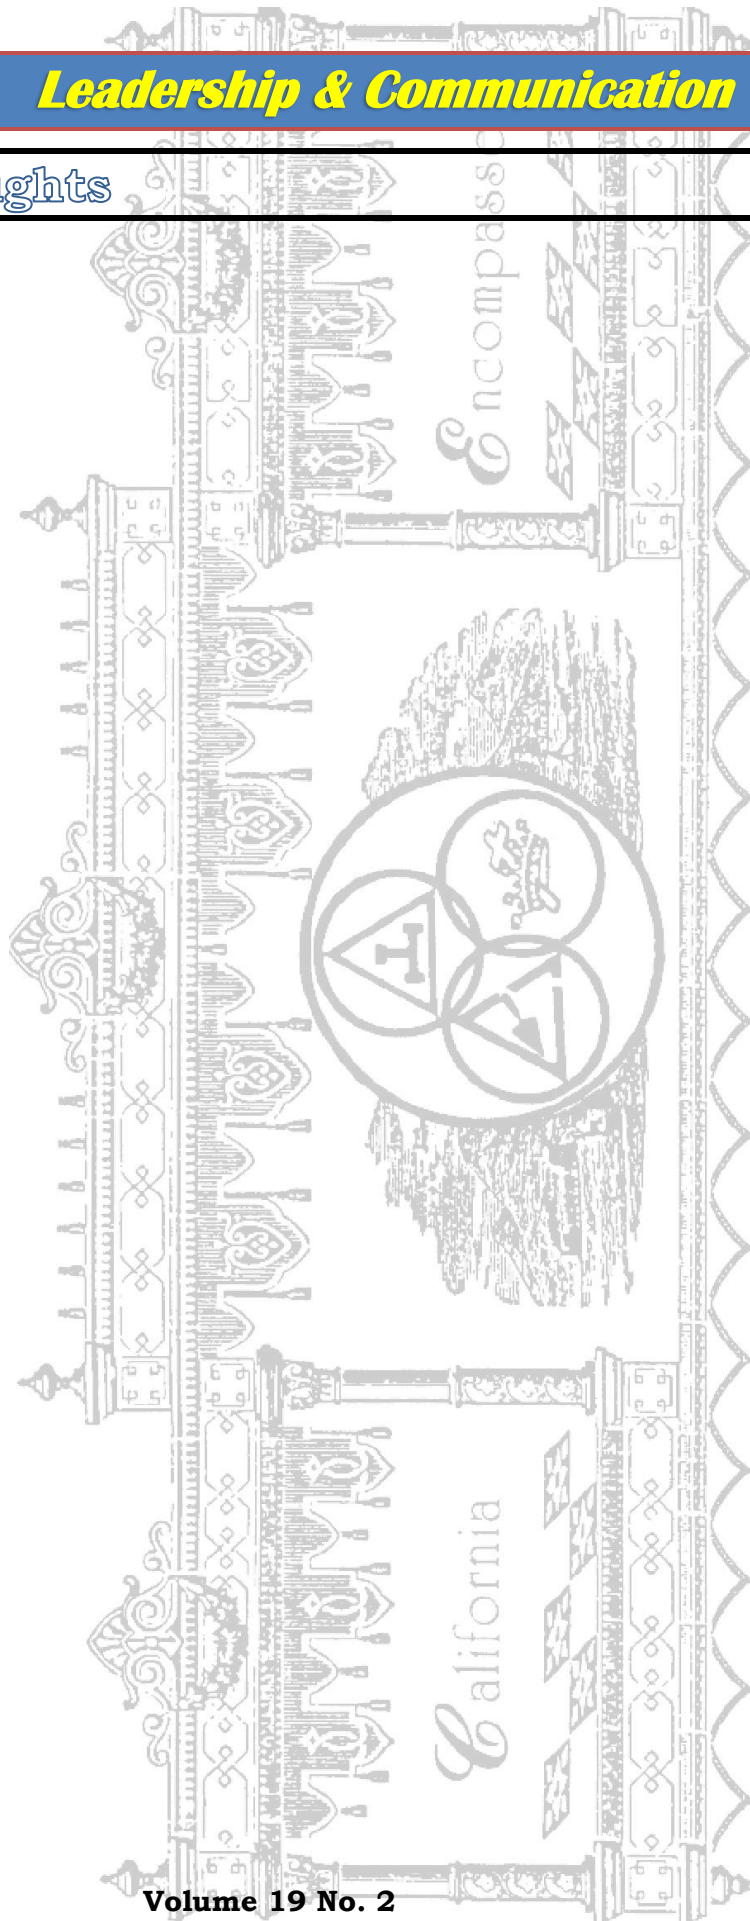 Leadership & Communication
ghts
California
Encompass
Volume 19 No. 2